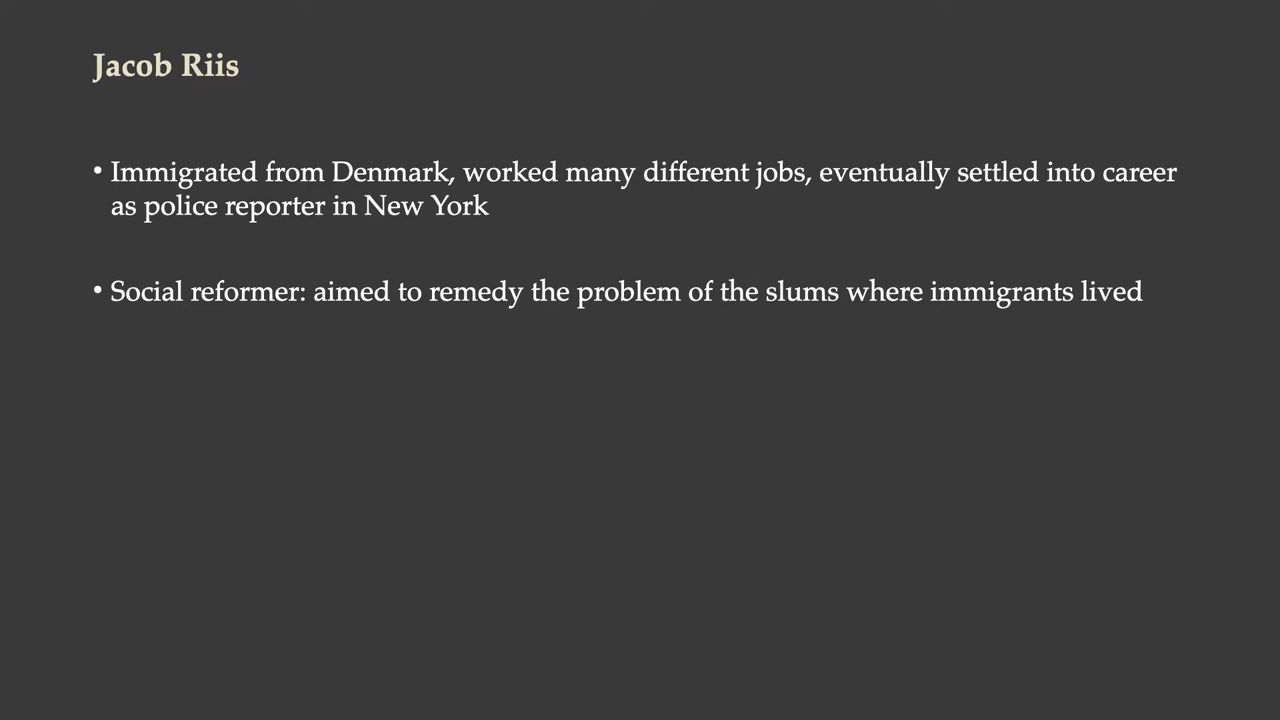 Jacob Riis
• Immigrated from Denmark, worked many different jobs, eventually settled into career
as police reporter in New York
• Social reformer: aimed to remedy the problem of the slums where immigrants lived